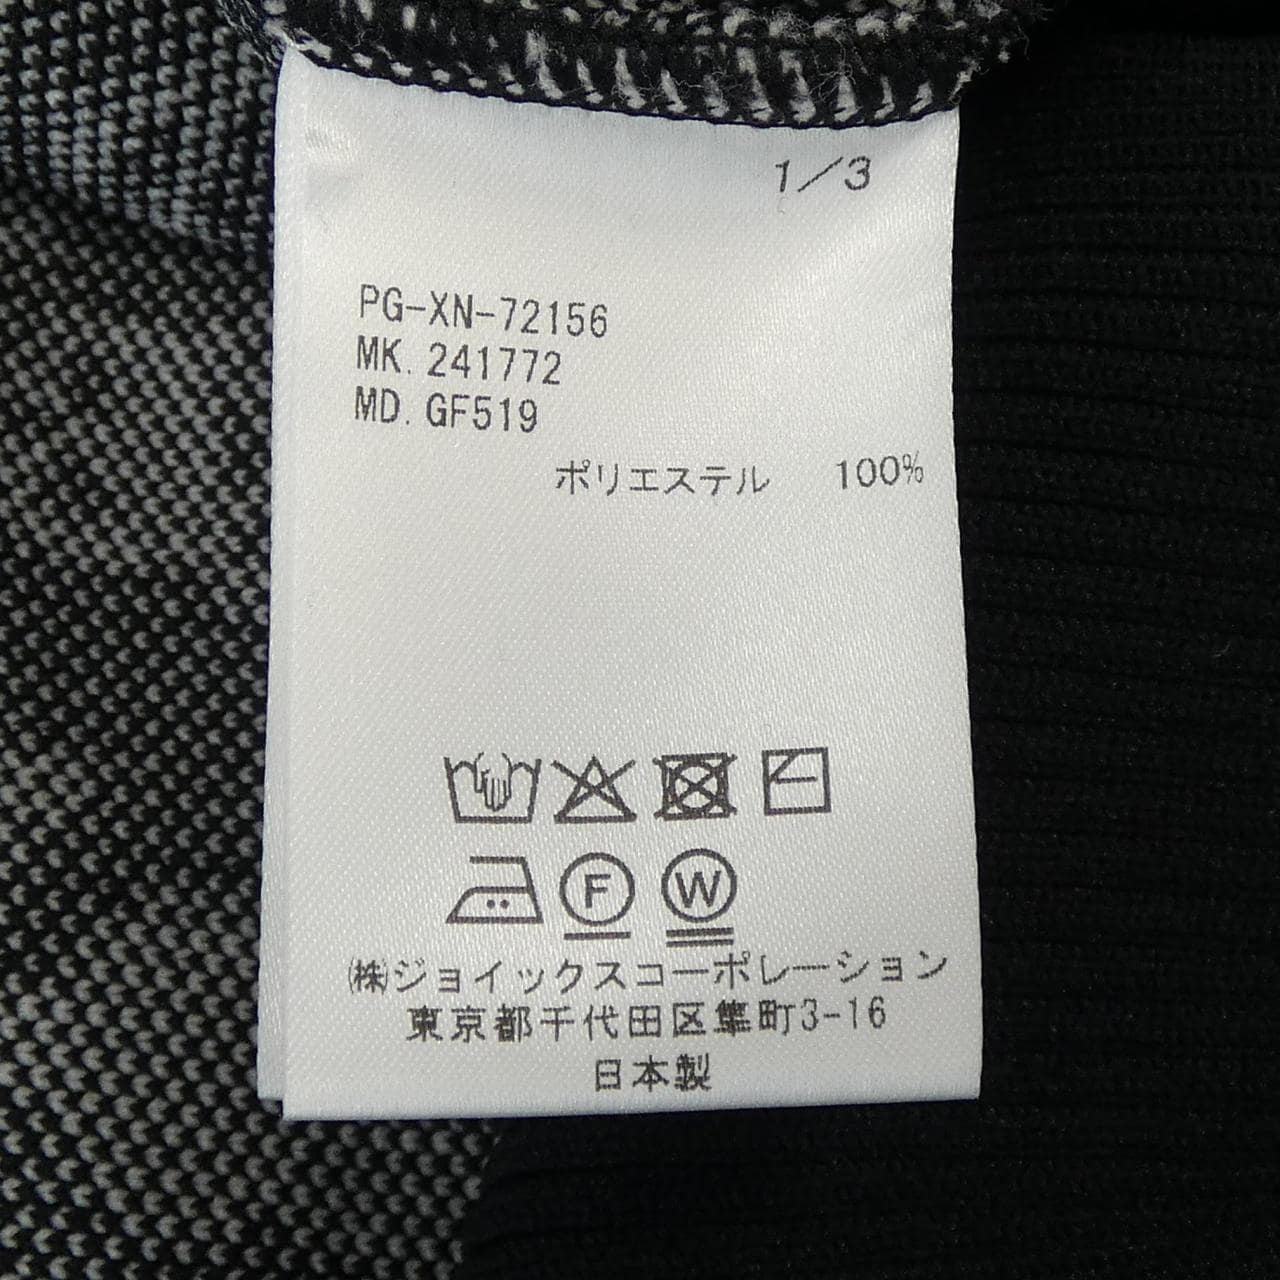 1／3
PG-XN-72156
MK. 241772
MD. GF519
ポリエステル 100%
F W
㈱ジョイックスコーポレーション
東京都千代田区隼町3-16
日本製